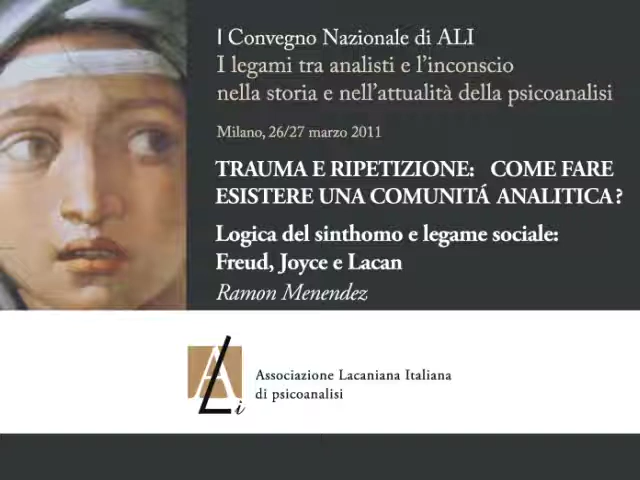 I Convegno Nazionale di ALI
I legami tra analisti e l'inconscio
nella storia e nell'attualità della psicoanalisi
Milano, 26/27 marzo 2011
TRAUMA E RIPETIZIONE: COME FARE
ESISTERE UNA COMUNITÁ ANALITICA?
Logica del sinthomo e legame sociale:
Freud, Joyce e Lacan
Ramon Menendez
ALi
Associazione Lacaniana Italiana
di psicoanalisi